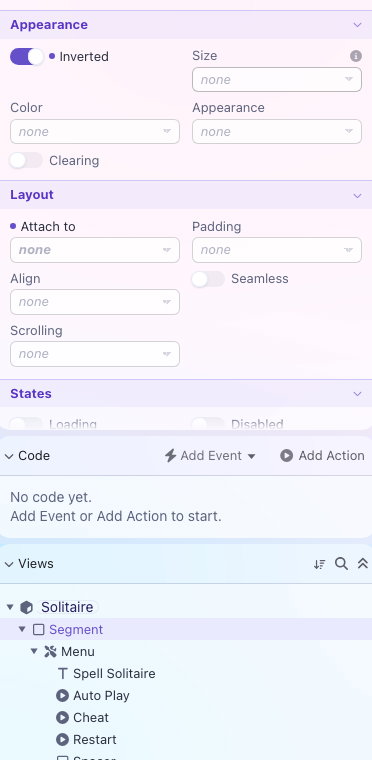 Appearance
Inverted
Size
none
Color
Appearance
none
none
Clearing
Layout
Attach to
Padding
none
none
Align
Seamless
none
Scrolling
none
States
Loading
Disabled
Code
Add Event
Add Action
No code yet.
Add Event or Add Action to start.
Views
Solitaire
Segment
Menu
Spell Solitaire
Auto Play
Cheat
Restart
Spacer